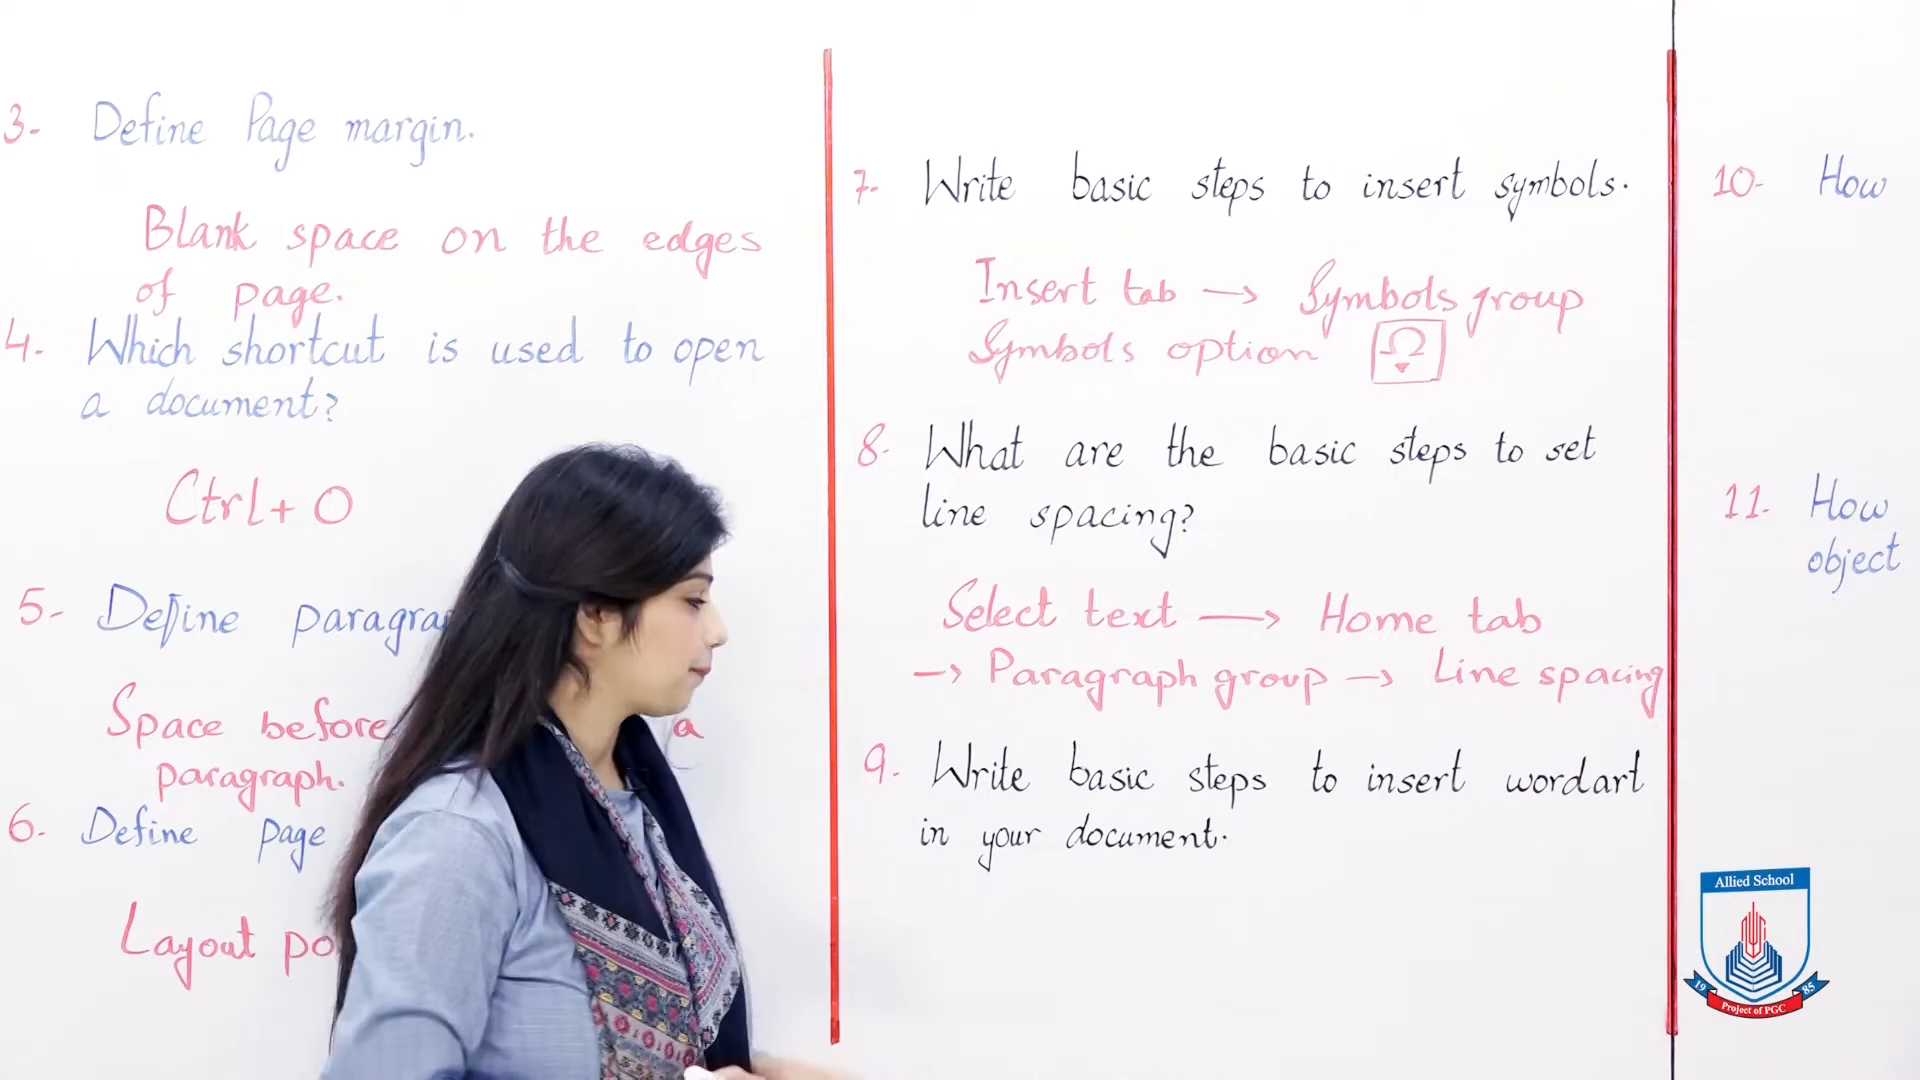 3- Define Page margin.
Blank space on the edges
of page.
4- Which shortcut is used to open
a document?
Ctrl + O
5- Define
Space before a
paragraph.
6- Define page
Layout
7- Write basic steps to insert symbols.
Insert tab → Symbols group
Symbols option Ω
8- What are the basic steps to set
line spacing?
Select text → Home tab
→ Paragraph group → Line spacing
9- Write basic steps to insert wordart
in your document.
10- How
11- How
object
Allied School
19 85
Project of PGC